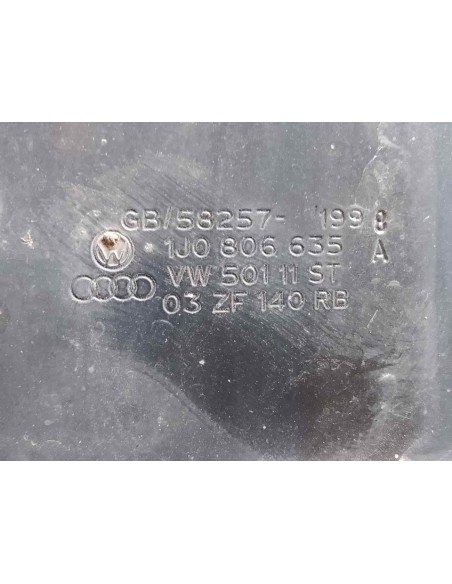 GB/58257- 1998
1J0 806 635 A
VW 501 11 ST
03 ZF 140 RB